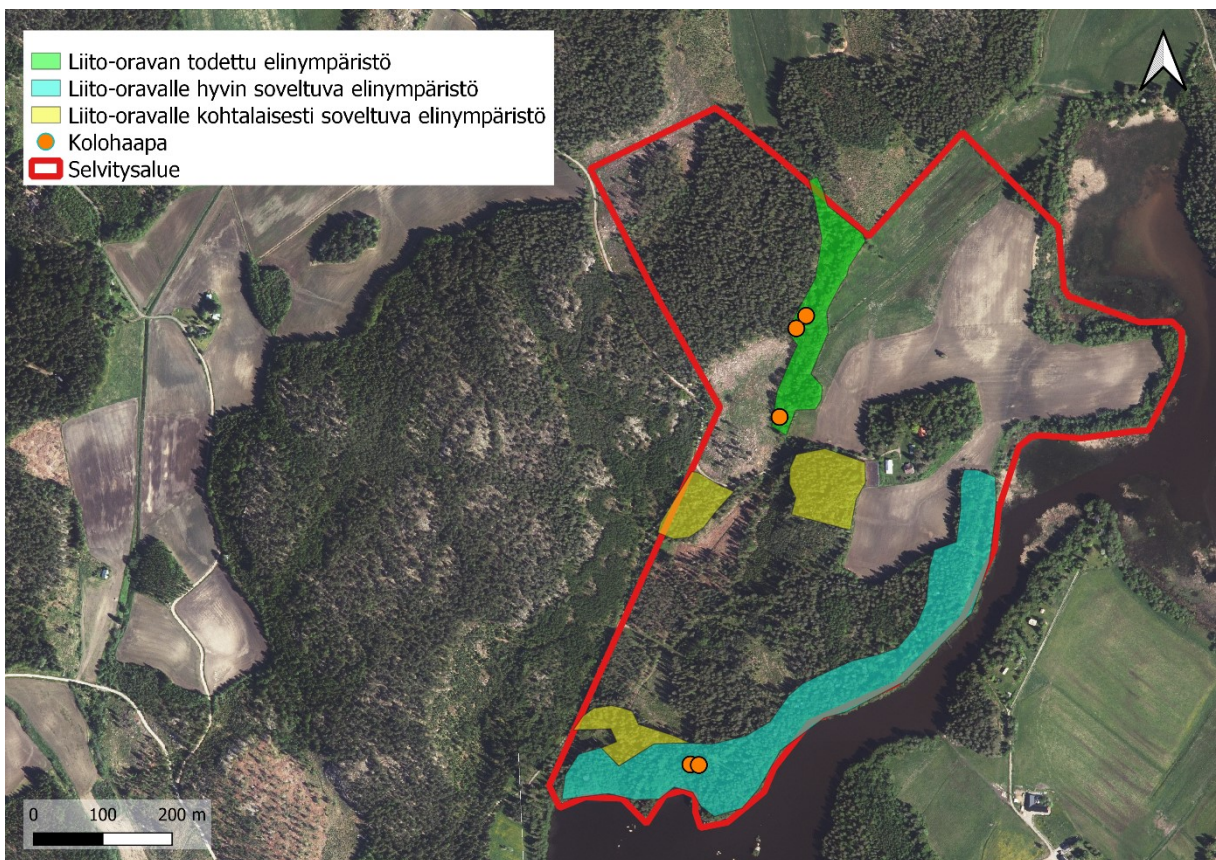 Liito-oravan todettu elinympäristö
Liito-oravalle hyvin soveltuva elinympäristö
Liito-oravalle kohtalaisesti soveltuva elinympäristö
Kolohaapa
Selvitysalue
0 100 200 m